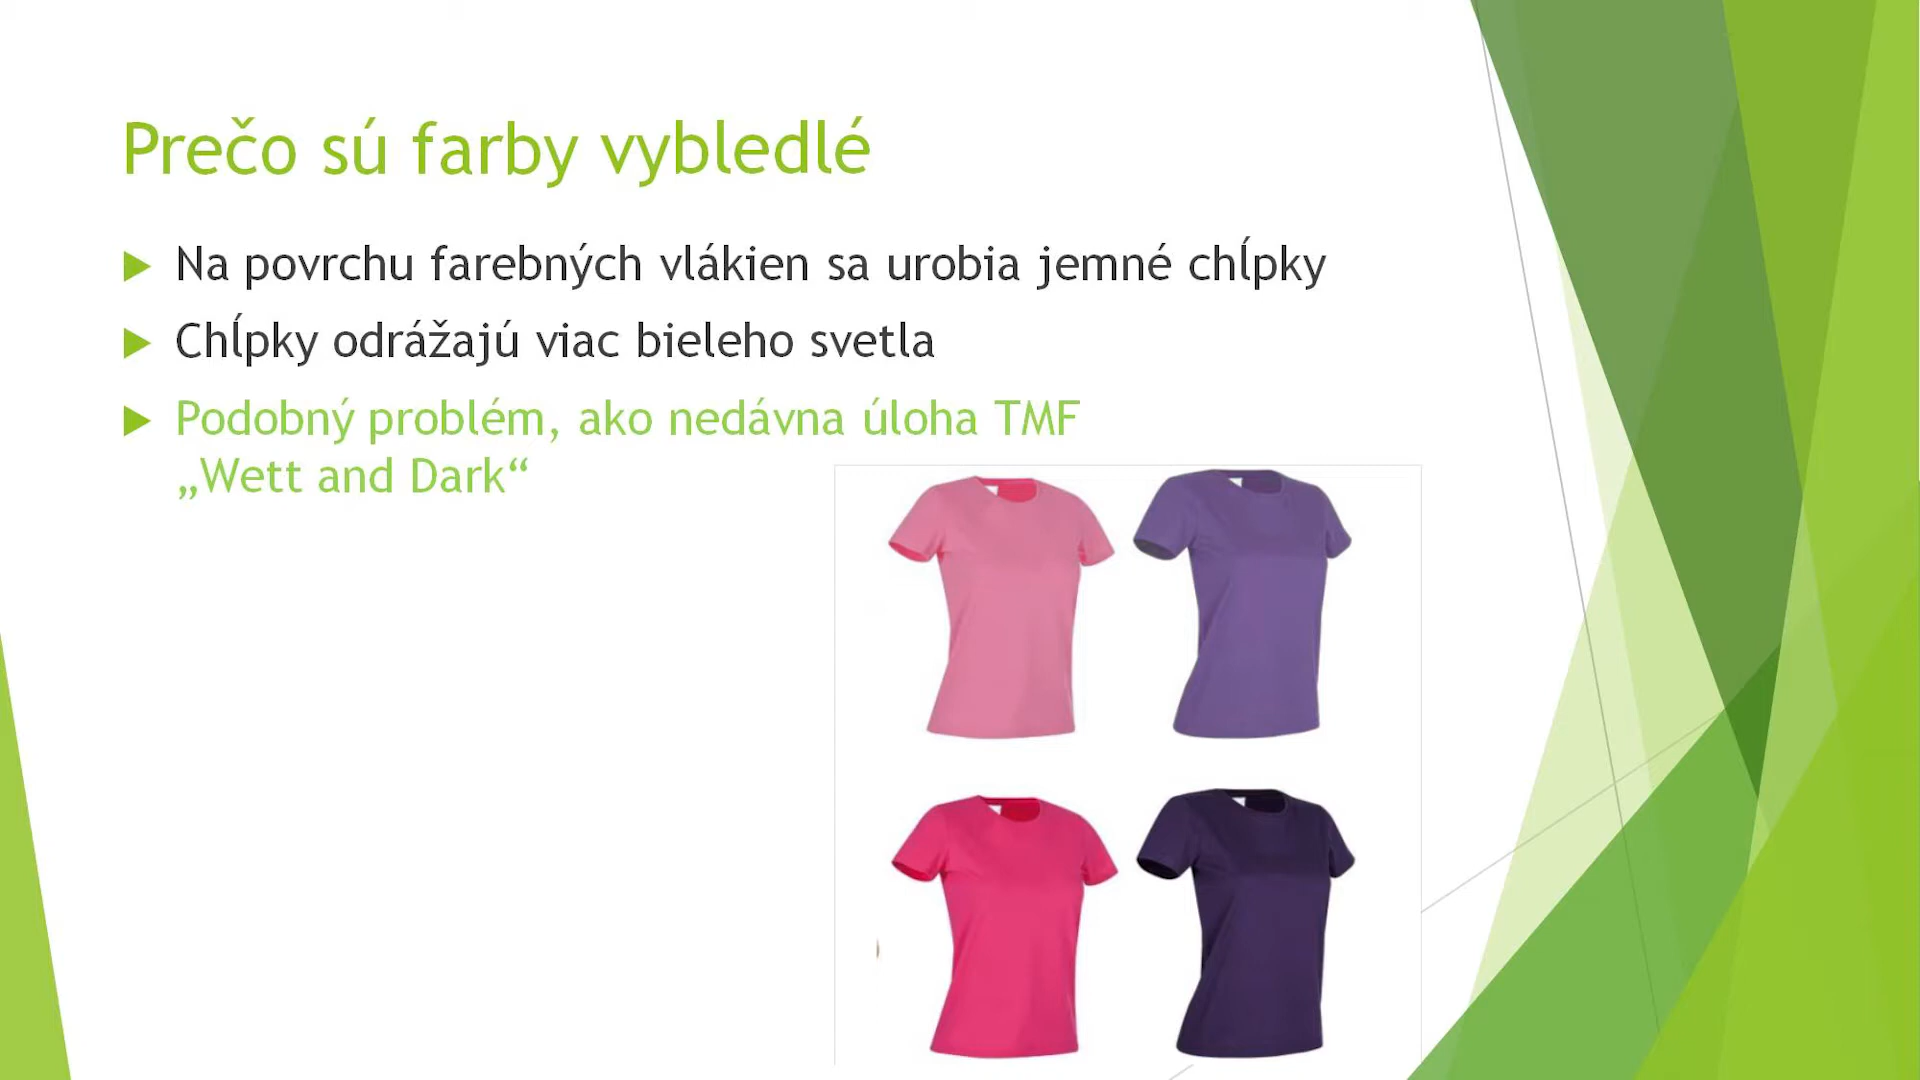 Prečo sú farby vybledlé
Na povrchu farebných vlákien sa urobia jemné chĺpky
Chĺpky odrážajú viac bieleho svetla
Podobný problém, ako nedávna úloha TMF
„Wett and Dark“